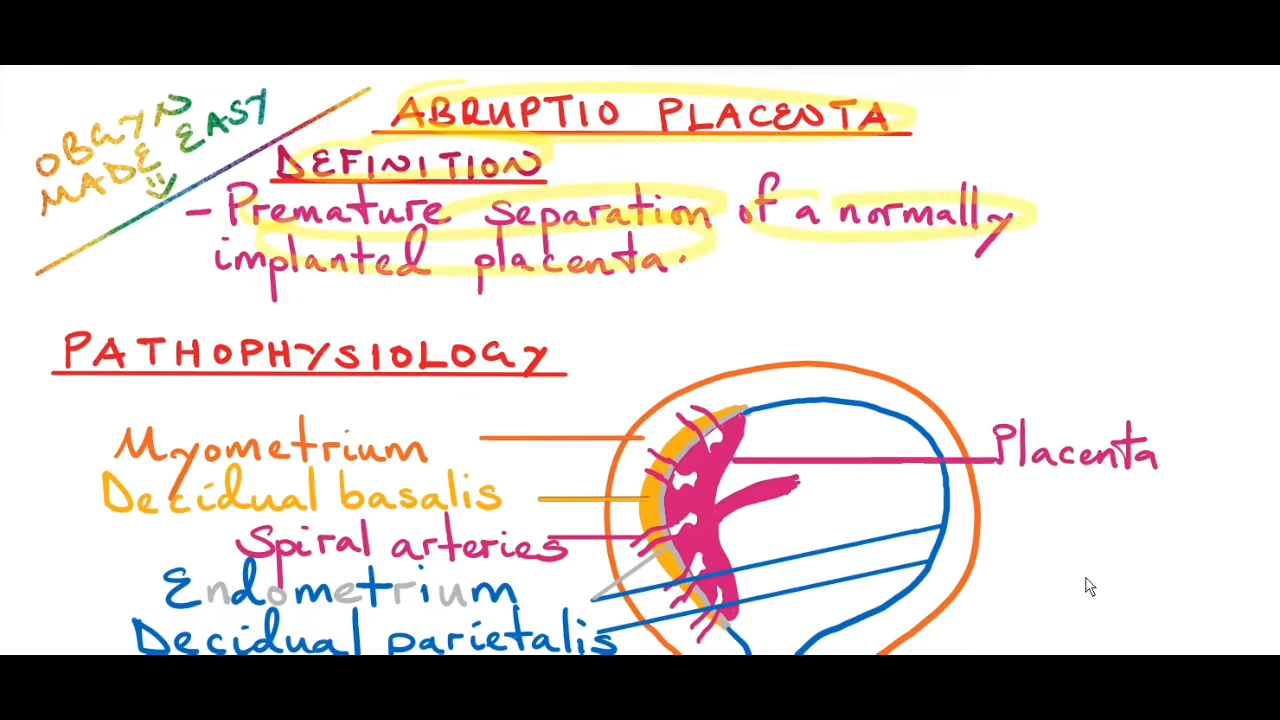 OBGYN
MADE EASY
ABRUPTIO PLACENTA
DEFINITION
- Premature separation of a normally
implanted placenta.
PATHOPHYSIOLOGY
Myometrium
Placenta
Decidual basalis
Spiral arteries
Endometrium
Decidual parietalis